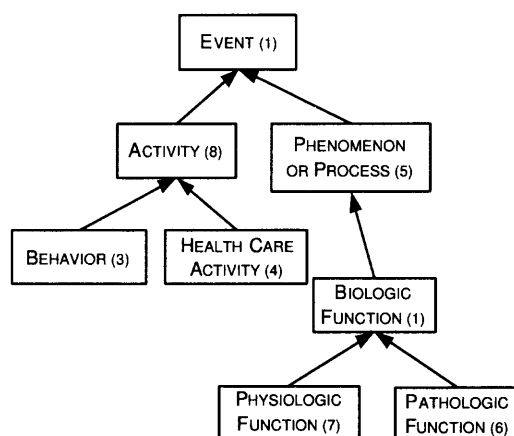 EVENT (1)
ACTIVITY (8)
PHENOMENON
OR PROCESS (5)
BEHAVIOR (3)
HEALTH CARE
ACTIVITY (4)
BIOLOGIC
FUNCTION (1)
PHYSIOLOGIC
FUNCTION (7)
PATHOLOGIC
FUNCTION (6)